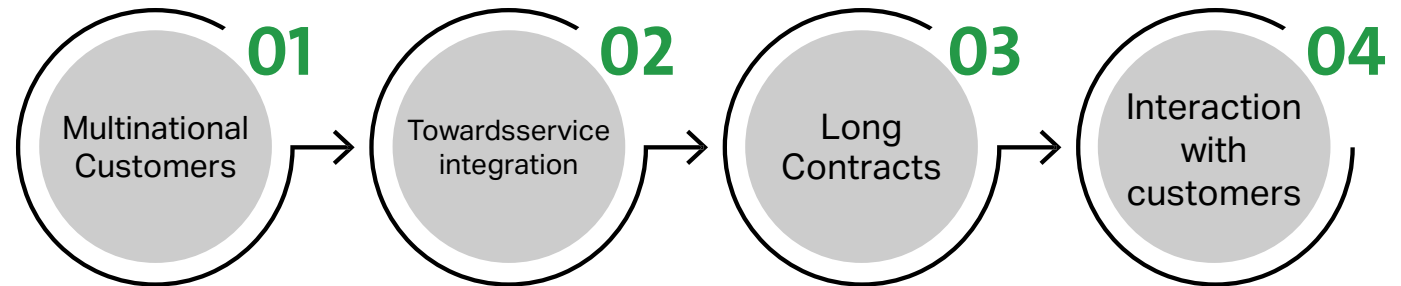 01
Multinational
Customers
02
Towardsservice
integration
03
Long
Contracts
04
Interaction
with
customers